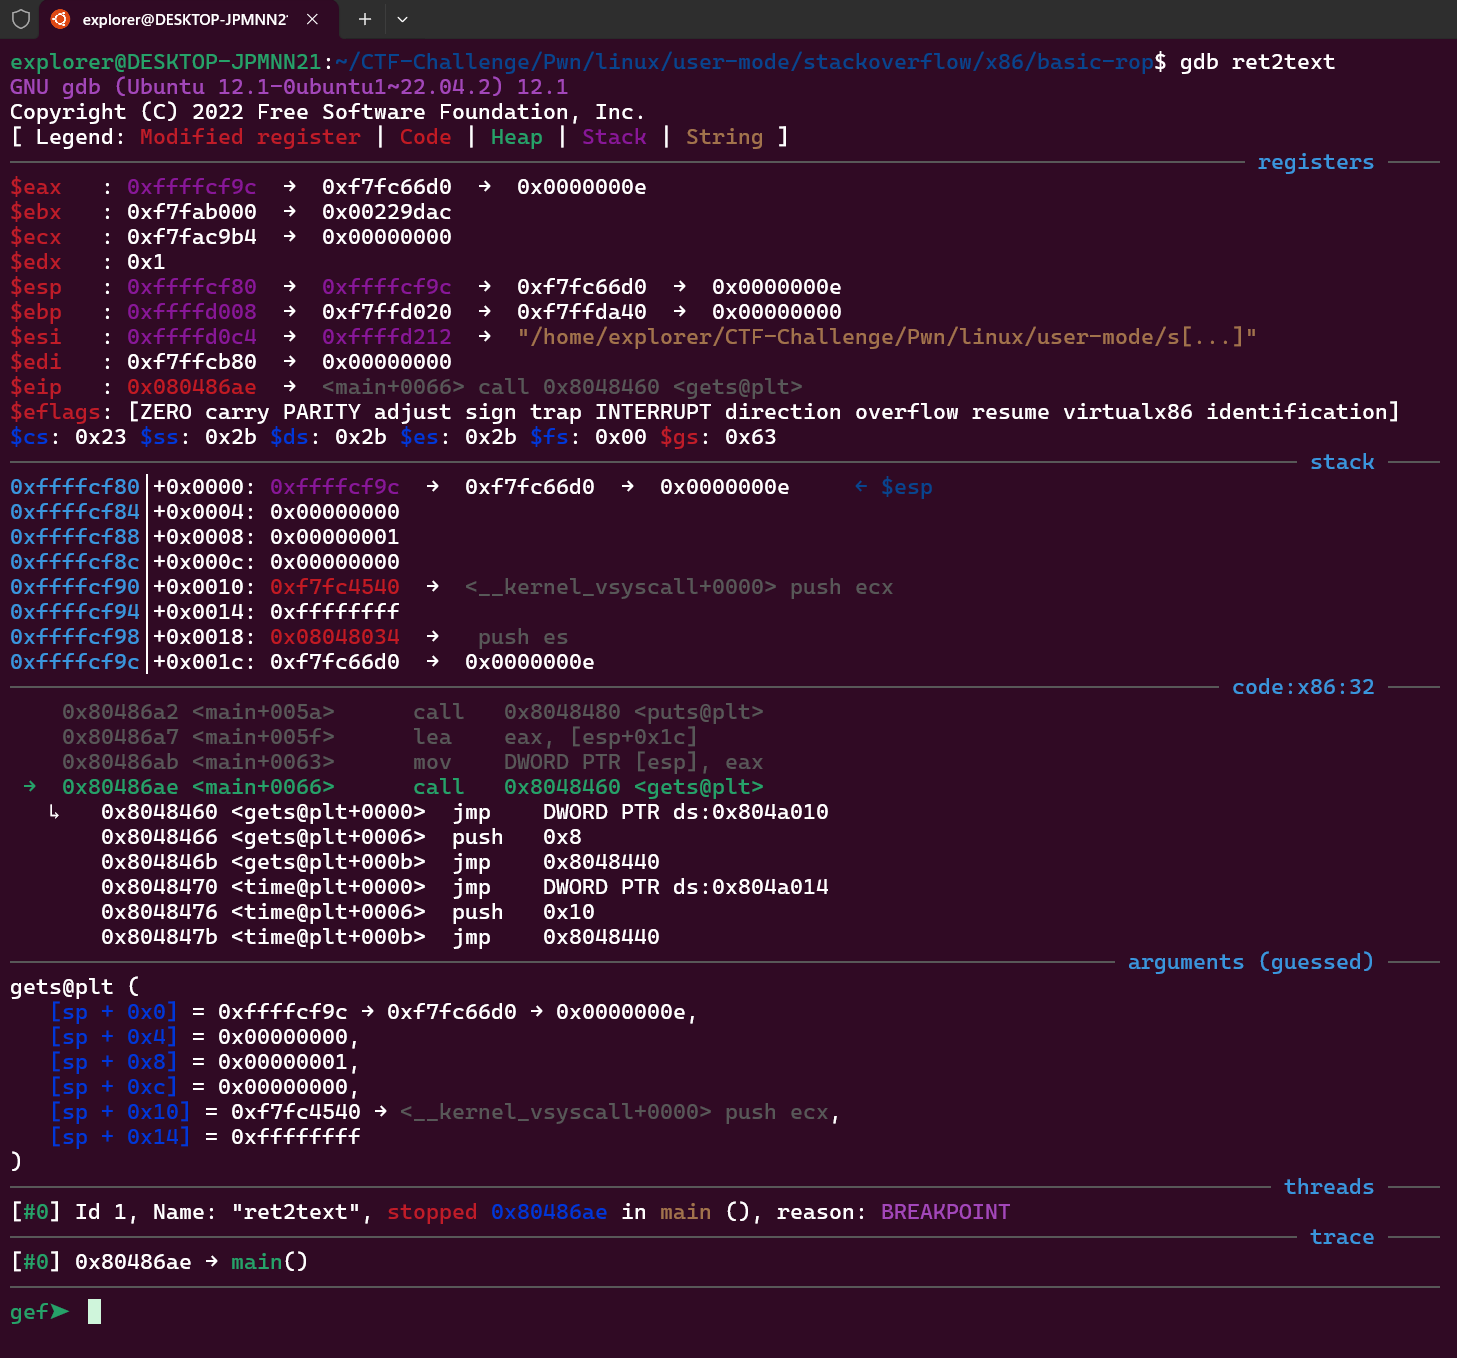 explorer@DESKTOP-JPMNN2
explorer@DESKTOP-JPMNN21:~/CTF-Challenge/Pwn/linux/user-mode/stackoverflow/x86/basic-rop$ gdb ret2text
GNU gdb (Ubuntu 12.1-0ubuntu1~22.04.2) 12.1
Copyright (C) 2022 Free Software Foundation, Inc.
[ Legend: Modified register | Code | Heap | Stack | String ]
registers
$eax   : 0xffffcf9c  →  0xf7fc66d0  →  0x0000000e
$ebx   : 0xf7fab000  →  0x00229dac
$ecx   : 0xf7fac9b4  →  0x00000000
$edx   : 0x1
$esp   : 0xffffcf80  →  0xffffcf9c  →  0xf7fc66d0  →  0x0000000e
$ebp   : 0xffffd008  →  0xf7ffd020  →  0xf7ffda40  →  0x00000000
$esi   : 0xffffd0c4  →  0xffffd212  →  "/home/explorer/CTF-Challenge/Pwn/linux/user-mode/s[...]"
$edi   : 0xf7ffcb80  →  0x00000000
$eip   : 0x080486ae  →  <main+0066> call 0x8048460 <gets@plt>
$eflags: [ZERO carry PARITY adjust sign trap INTERRUPT direction overflow resume virtualx86 identification]
$cs: 0x23 $ss: 0x2b $ds: 0x2b $es: 0x2b $fs: 0x00 $gs: 0x63
stack
0xffffcf80│+0x0000: 0xffffcf9c  →  0xf7fc66d0  →  0x0000000e     ← $esp
0xffffcf84│+0x0004: 0x00000000
0xffffcf88│+0x0008: 0x00000001
0xffffcf8c│+0x000c: 0x00000000
0xffffcf90│+0x0010: 0xf7fc4540  →  <__kernel_vsyscall+0000> push ecx
0xffffcf94│+0x0014: 0xffffffff
0xffffcf98│+0x0018: 0x08048034  →   push es
0xffffcf9c│+0x001c: 0xf7fc66d0  →  0x0000000e
code:x86:32
0x80486a2 <main+005a>      call   0x8048480 <puts@plt>
0x80486a7 <main+005f>      lea    eax, [esp+0x1c]
0x80486ab <main+0063>      mov    DWORD PTR [esp], eax
→  0x80486ae <main+0066>      call   0x8048460 <gets@plt>
↳   0x8048460 <gets@plt+0000>  jmp    DWORD PTR ds:0x804a010
0x8048466 <gets@plt+0006>  push   0x8
0x804846b <gets@plt+000b>  jmp    0x8048440
0x8048470 <time@plt+0000>  jmp    DWORD PTR ds:0x804a014
0x8048476 <time@plt+0006>  push   0x10
0x804847b <time@plt+000b>  jmp    0x8048440
arguments (guessed)
gets@plt (
[sp + 0x0] = 0xffffcf9c → 0xf7fc66d0 → 0x0000000e,
[sp + 0x4] = 0x00000000,
[sp + 0x8] = 0x00000001,
[sp + 0xc] = 0x00000000,
[sp + 0x10] = 0xf7fc4540 → <__kernel_vsyscall+0000> push ecx,
[sp + 0x14] = 0xffffffff
)
threads
[#0] Id 1, Name: "ret2text", stopped 0x80486ae in main (), reason: BREAKPOINT
trace
[#0] 0x80486ae → main()
gef➤